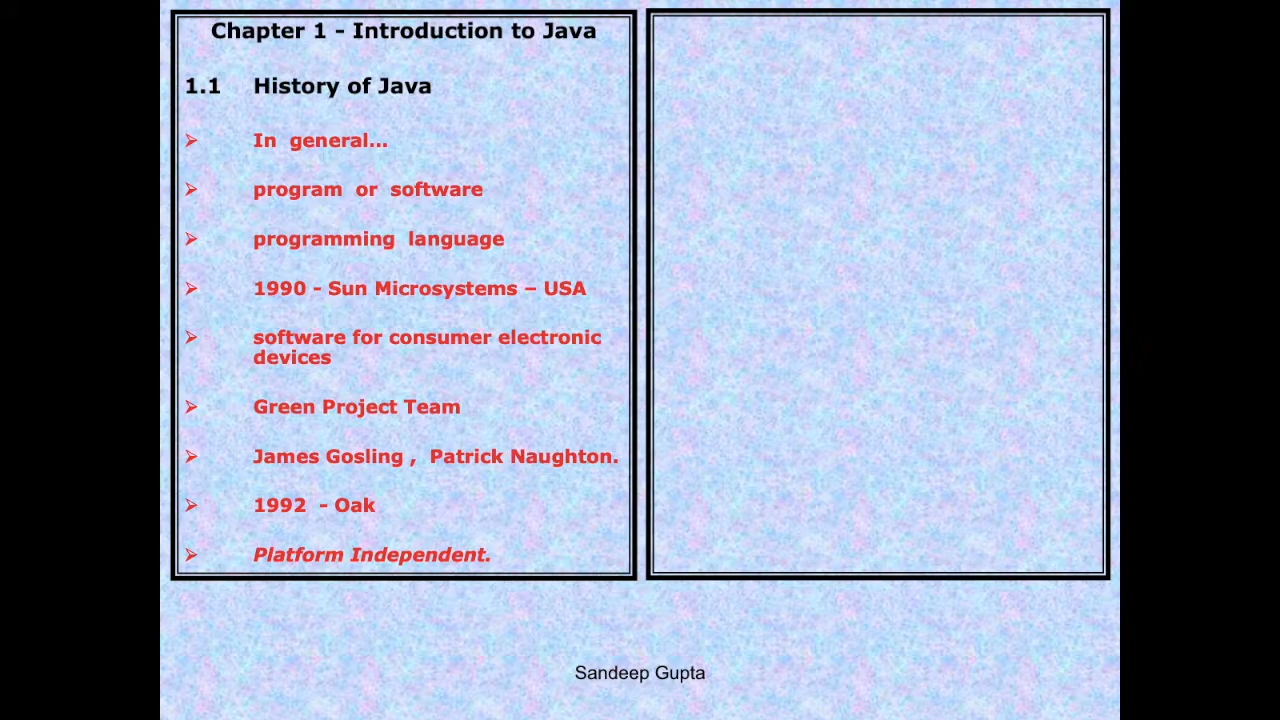 Chapter 1 - Introduction to Java
1.1 History of Java
➢ In general...
➢ program or software
➢ programming language
➢ 1990 - Sun Microsystems – USA
➢ software for consumer electronic
devices
➢ Green Project Team
➢ James Gosling , Patrick Naughton.
➢ 1992 - Oak
➢ Platform Independent.
Sandeep Gupta